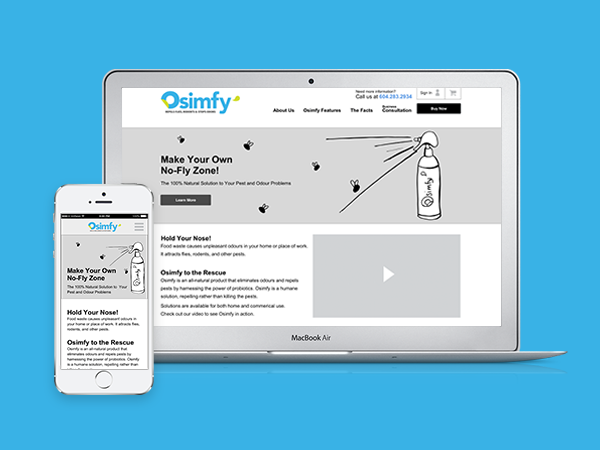 Osimfy
Need more information?
Call us at 604.283.2934
Sign in
About Us
Osimfy Features
The Facts
Business
Consultation
Buy Now
Make Your Own
No-Fly Zone!
The 100% Natural Solution to Your Pest and Odour Problems
Learn More
Osimfy
Hold Your Nose!
Food waste causes unpleasant odours in your home or place of work.
It attracts flies, rodents, and other pests.
Osimfy to the Rescue
Osimfy is an all-natural product that eliminates odours and repels
pests by harnessing the power of probiotics. Osimfy is a humane
solution, repelling rather than killing the pests.
Solutions are available for both home and commerical use.
Check out our video to see Osimfy in action.
MacBook Air
Osimfy
Make Your Own
No-Fly Zone
The 100% Natural Solution to Your
Pest and Odour Problems
Hold Your Nose!
Food waste causes unpleasant odours in
your home or place of work. It attracts flies,
rodents, and other pests.
Osimfy to the Rescue
Osimfy is an all-natural product that
eliminates odours and repels pests by
harnessing the power of probiotics. Osimfy
is a humane solution, repelling rather than